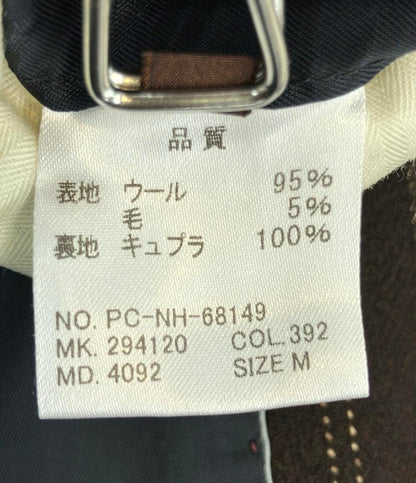 品質
表地 ウール 95%
毛 5%
裏地 キュプラ 100%
NO. PC-NH-68149
MK. 294120 COL. 392
MD. 4092 SIZE M